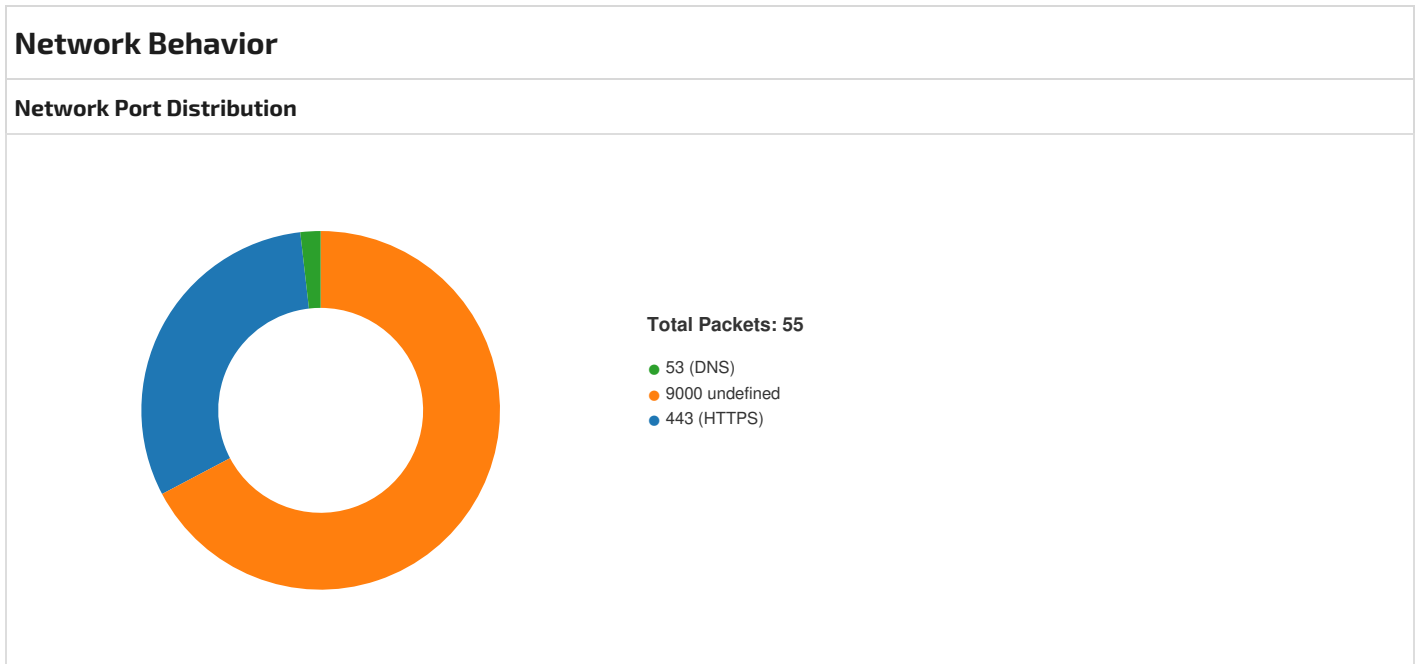 Network Behavior
Network Port Distribution
Total Packets: 55
53 (DNS)
9000 undefined
443 (HTTPS)